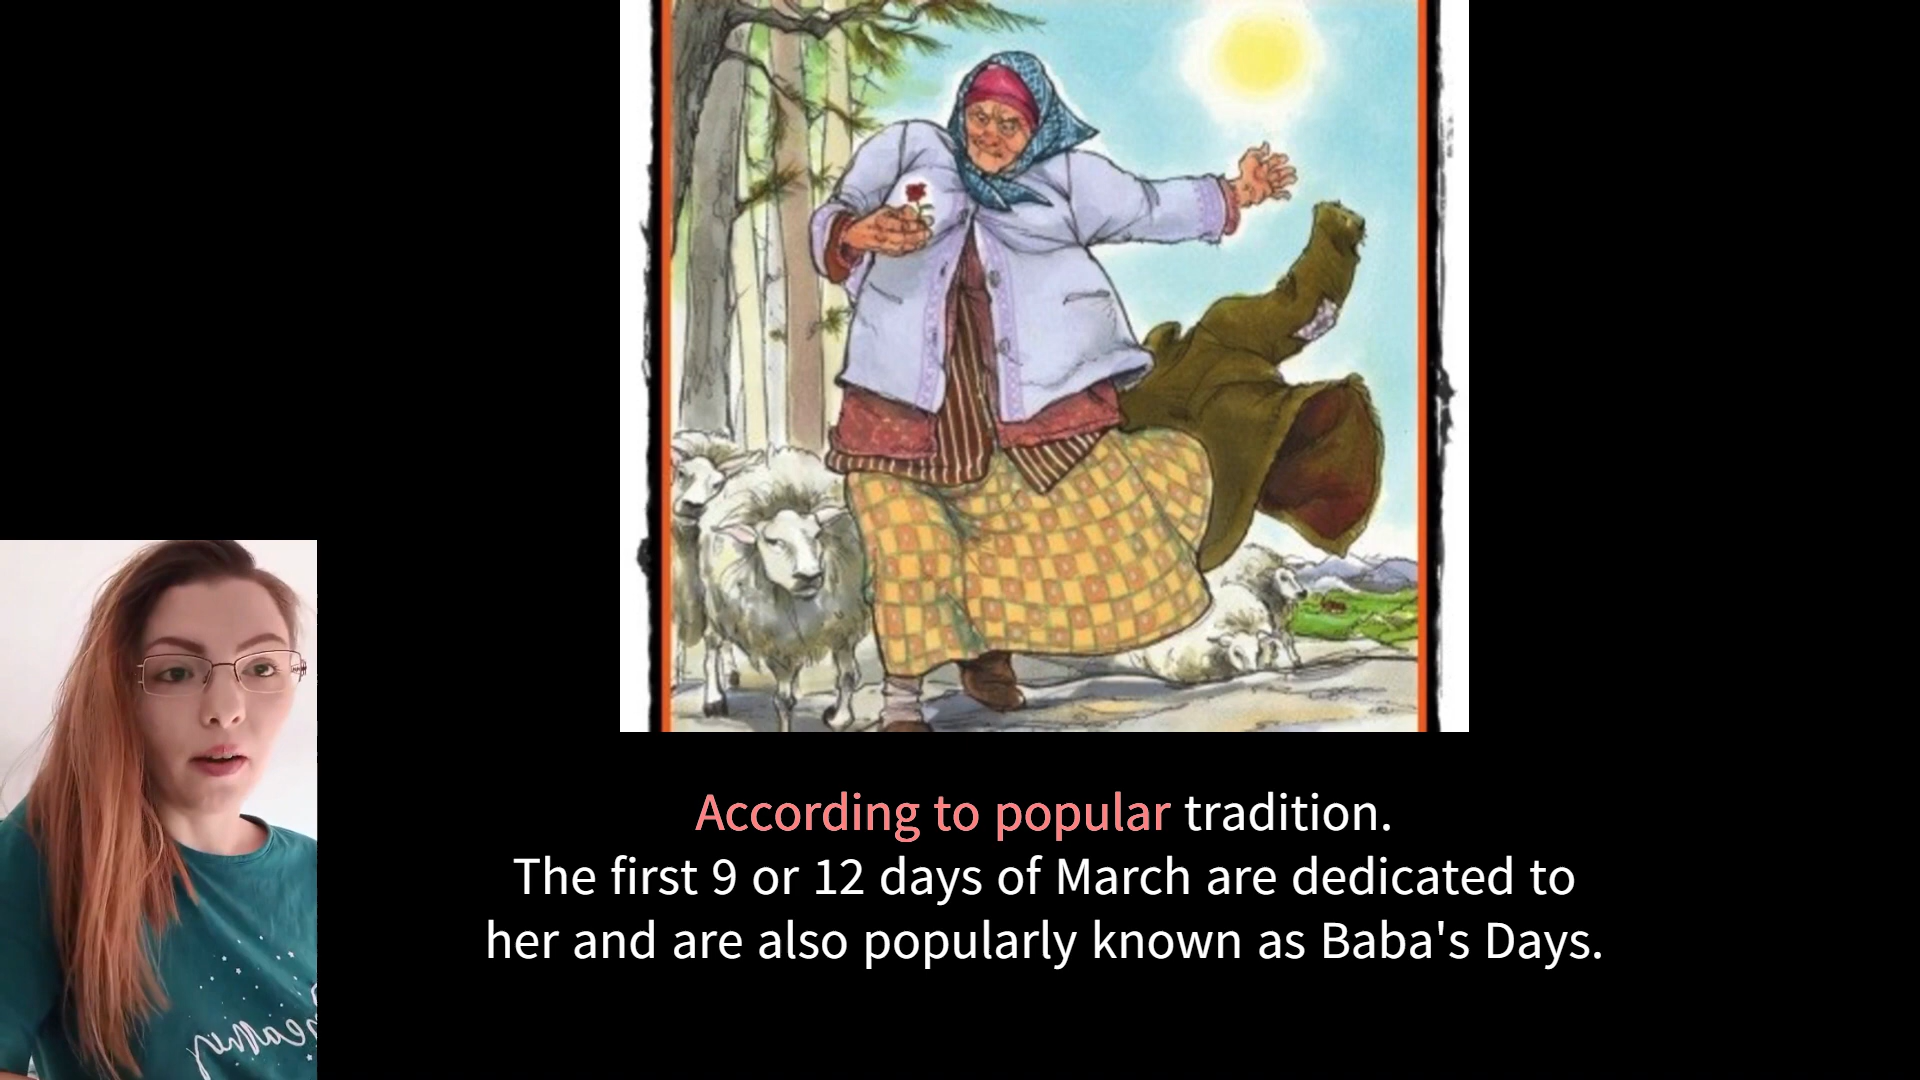 According to popular tradition.
The first 9 or 12 days of March are dedicated to
her and are also popularly known as Baba's Days.